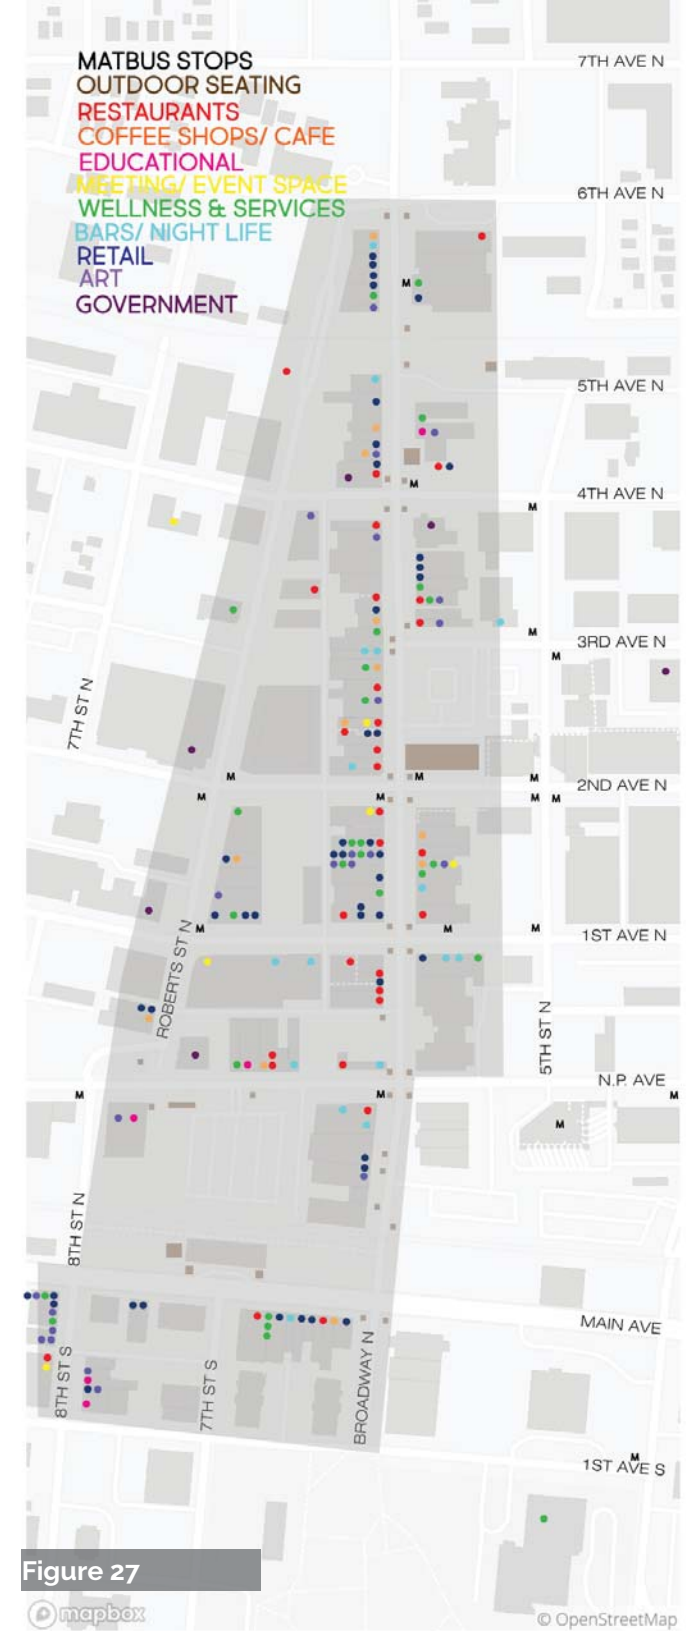 MATBUS STOPS
OUTDOOR SEATING
RESTAURANTS
COFFEE SHOPS/ CAFE
EDUCATIONAL
MEETING/ EVENT SPACE
WELLNESS & SERVICES
BARS/ NIGHT LIFE
RETAIL
ART
GOVERNMENT
7TH AVE N
6TH AVE N
M
5TH AVE N
M
4TH AVE N
M
M
3RD AVE N
M
7TH ST N
M
M
M
2ND AVE N
M
M
M
M
M
M
M
1ST AVE N
ROBERTS ST N
5TH ST N
N.P. AVE
M
M
M
M
8TH ST N
MAIN AVE
8TH ST S
7TH ST S
BROADWAY N
M
1ST AVE S
Figure 27
mapbox
© OpenStreetMap